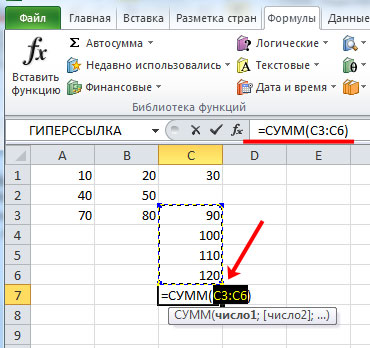 Файл Главная Вставка Разметка стран Формулы Данные
fx Вставить функцию
Σ Автосумма Логические
Недавно использовались Текстовые
Финансовые Дата и время
Библиотека функций
ГИПЕРССЫЛКА fx =СУММ(C3:C6)
A B C D E
1 10 20 30
2 40 50
3 70 80 90
4 100
5 110
6 120
7 =СУММ(C3:C6)
8 СУММ(число1; [число2]; ...)
9